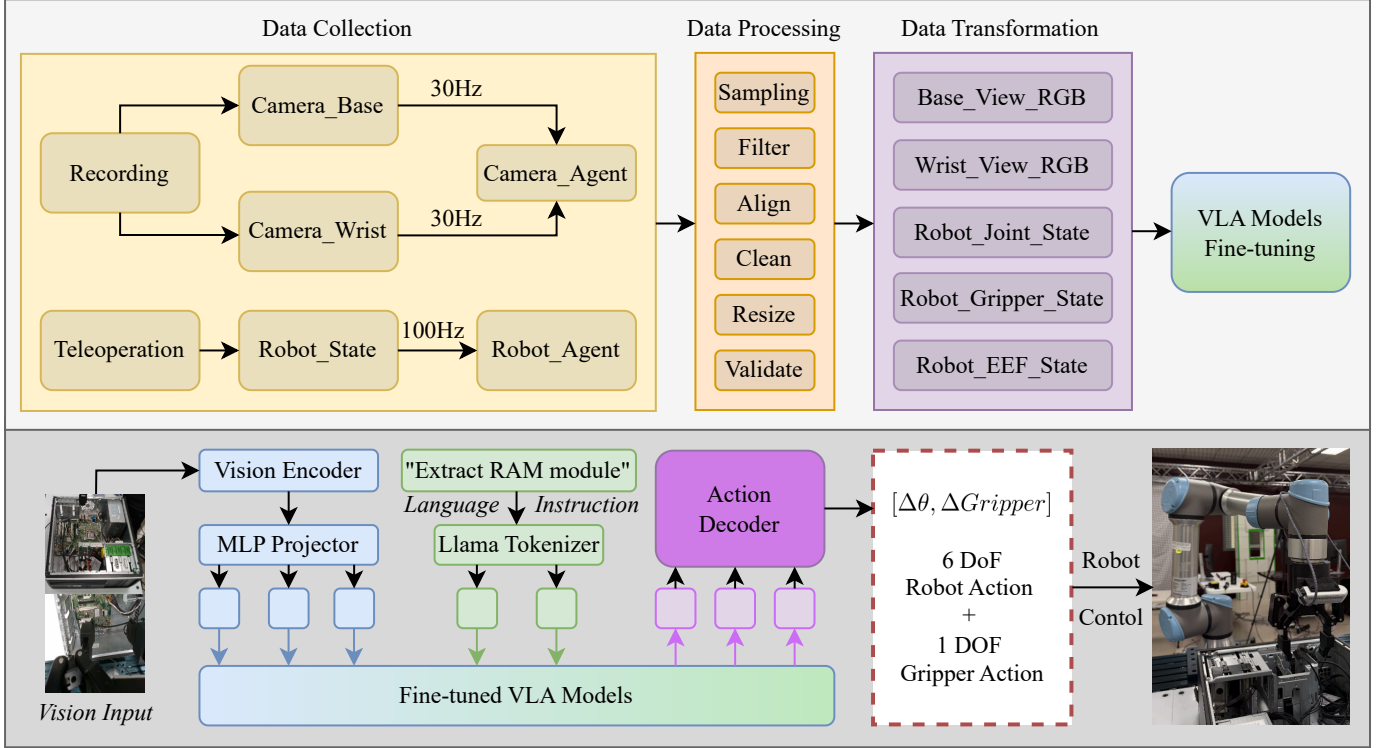 Data Collection
Data Processing
Data Transformation
Recording
Camera_Base
30Hz
Camera_Agent
Camera_Wrist
30Hz
Teleoperation
Robot_State
100Hz
Robot_Agent
Sampling
Filter
Align
Clean
Resize
Validate
Base_View_RGB
Wrist_View_RGB
Robot_Joint_State
Robot_Gripper_State
Robot_EEF_State
VLA Models
Fine-tuning
Vision Input
Vision Encoder
MLP Projector
"Extract RAM module"
Language Instruction
Llama Tokenizer
Fine-tuned VLA Models
Action
Decoder
[Δθ, ΔGripper]
6 DoF
Robot Action
+
1 DOF
Gripper Action
Robot
Contol